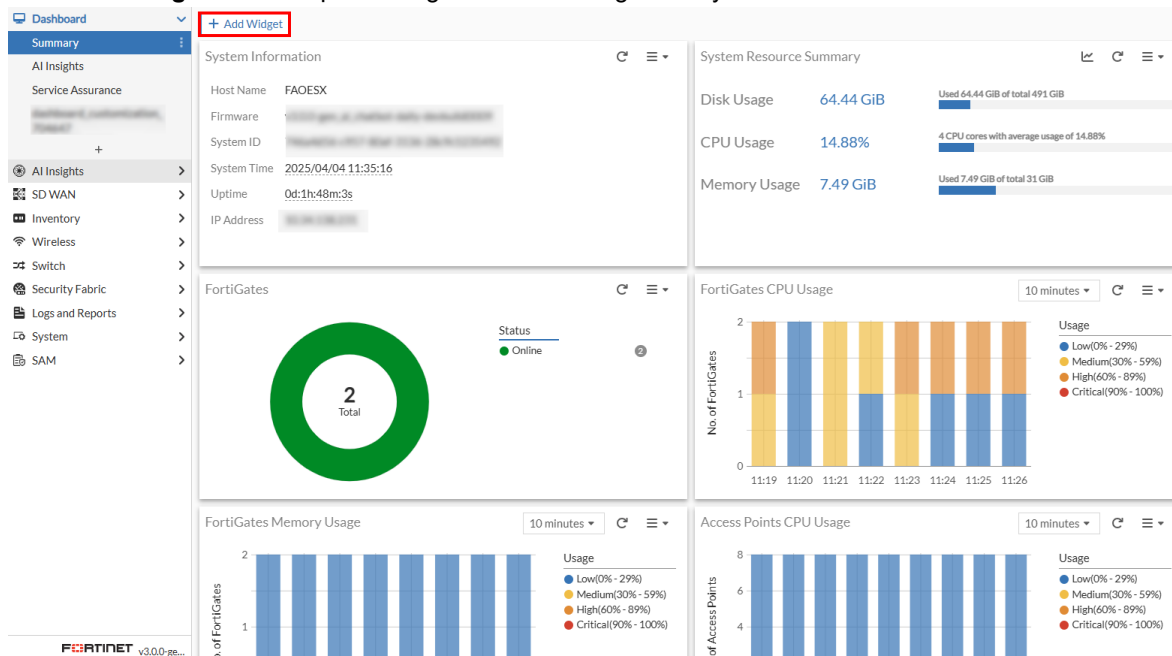 Dashboard
Summary
AI Insights
Service Assurance
+
AI Insights
SD WAN
Inventory
Wireless
Switch
Security Fabric
Logs and Reports
System
SAM
FORTINET v3.0.0-ge...
+ Add Widget
System Information
Host Name FAOESX
Firmware
System ID
System Time 2025/04/04 11:35:16
Uptime 0d:1h:48m:3s
IP Address
System Resource Summary
Disk Usage 64.44 GiB Used 64.44 GiB of total 491 GiB
CPU Usage 14.88% 4 CPU cores with average usage of 14.88%
Memory Usage 7.49 GiB Used 7.49 GiB of total 31 GiB
FortiGates
2
Total
Status
Online 2
FortiGates CPU Usage 10 minutes
No. of FortiGates
2
1
0
11:19 11:20 11:21 11:22 11:23 11:24 11:25 11:26
Usage
Low(0% - 29%)
Medium(30% - 59%)
High(60% - 89%)
Critical(90% - 100%)
FortiGates Memory Usage 10 minutes
of FortiGates
2
1
Usage
Low(0% - 29%)
Medium(30% - 59%)
High(60% - 89%)
Critical(90% - 100%)
Access Points CPU Usage 10 minutes
of Access Points
8
6
4
Usage
Low(0% - 29%)
Medium(30% - 59%)
High(60% - 89%)
Critical(90% - 100%)